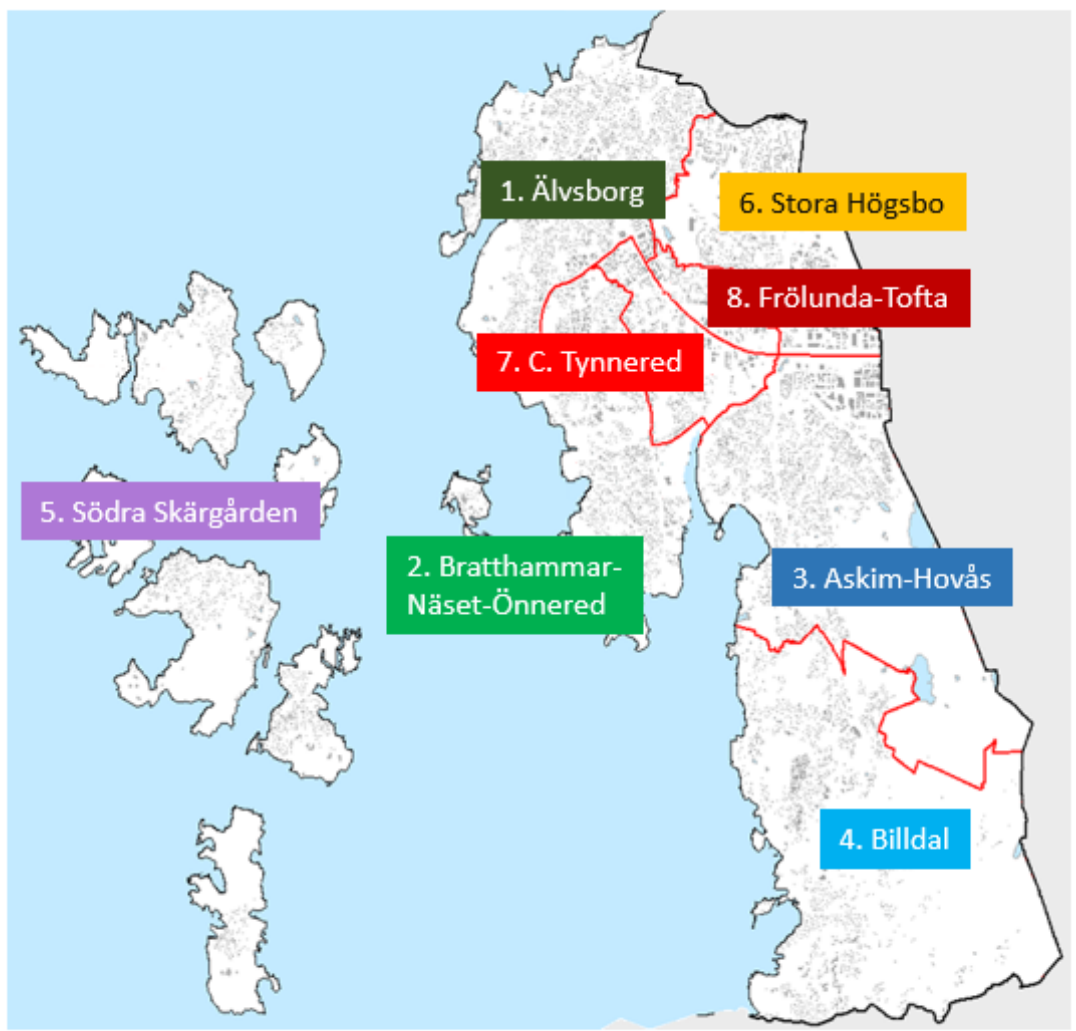 1. Älvsborg
6. Stora Högsbo
8. Frölunda-Tofta
7. C. Tynnered
5. Södra Skärgården
2. Bratthammar-
Näset-Önnered
3. Askim-Hovås
4. Billdal